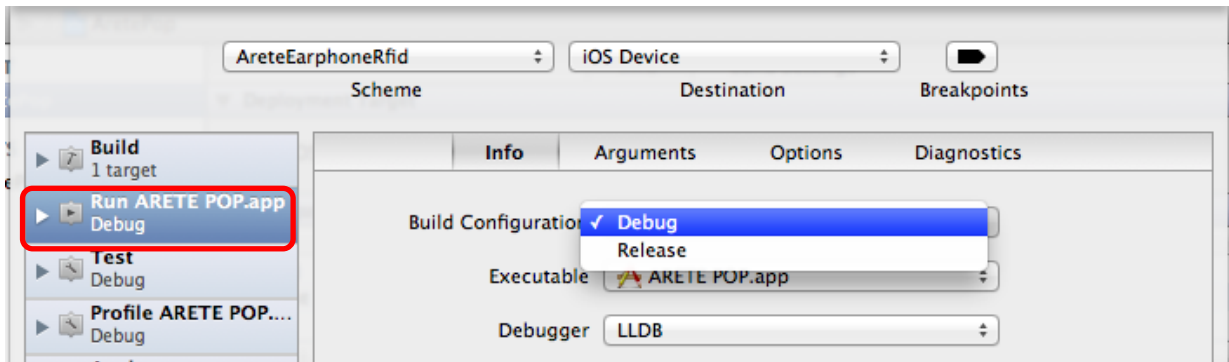 AreteEarphoneRfid
iOS Device
Scheme
Destination
Breakpoints
Build
1 target
Info
Arguments
Options
Diagnostics
Run ARETE POP.app
Debug
Build Configuration
✓ Debug
Release
Test
Debug
Executable
ARETE POP.app
Profile ARETE POP....
Debug
Debugger
LLDB